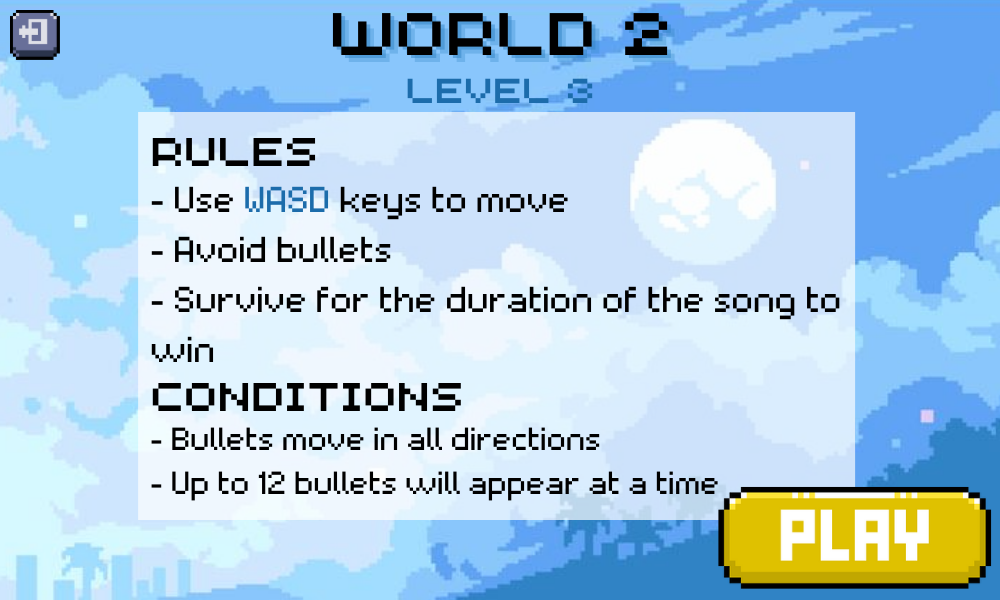 WORLD 2
LEVEL 3
RULES
- Use WASD keys to move
- Avoid bullets
- Survive for the duration of the song to
win
CONDITIONS
- Bullets move in all directions
- Up to 12 bullets will appear at a time
PLAY